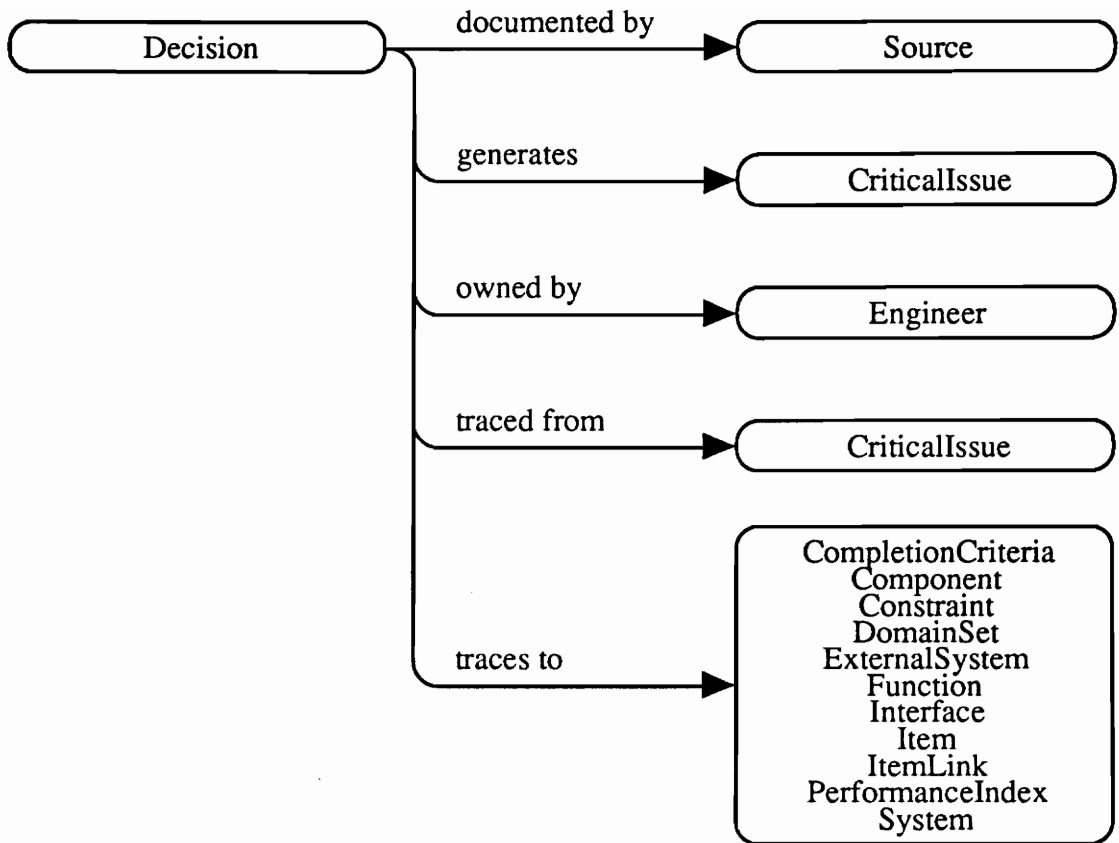 documented by
Decision
Source
generates
CriticalIssue
owned by
Engineer
traced from
CriticalIssue
traces to
CompletionCriteria
Component
Constraint
DomainSet
ExternalSystem
Function
Interface
Item
ItemLink
PerformanceIndex
System